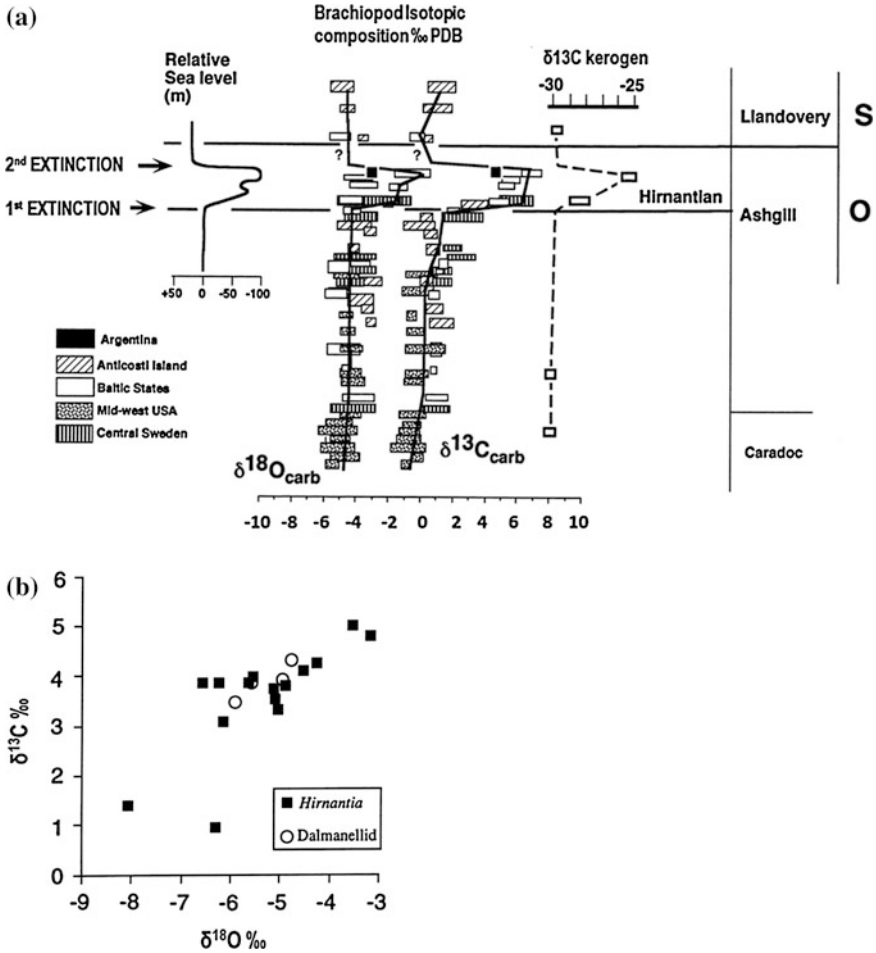 (a)
Brachiopod Isotopic
composition ‰ PDB
Relative
Sea level
(m)
δ13C kerogen
-30 -25
Llandovery
S
? ?
2nd EXTINCTION
Hirnantian
1st EXTINCTION
Ashgill
O
+50 0 -50 -100
Argentina
Anticosti Island
Baltic States
Mid-west USA
Central Sweden
δ18Ocarb
δ13Ccarb
Caradoc
-10 -8 -6 -4 -2 0 2 4 6 8 10
(b)
6
5
4
3
2
1
0
δ13C ‰
Hirnantia
Dalmanellid
-9 -8 -7 -6 -5 -4 -3
δ18O ‰